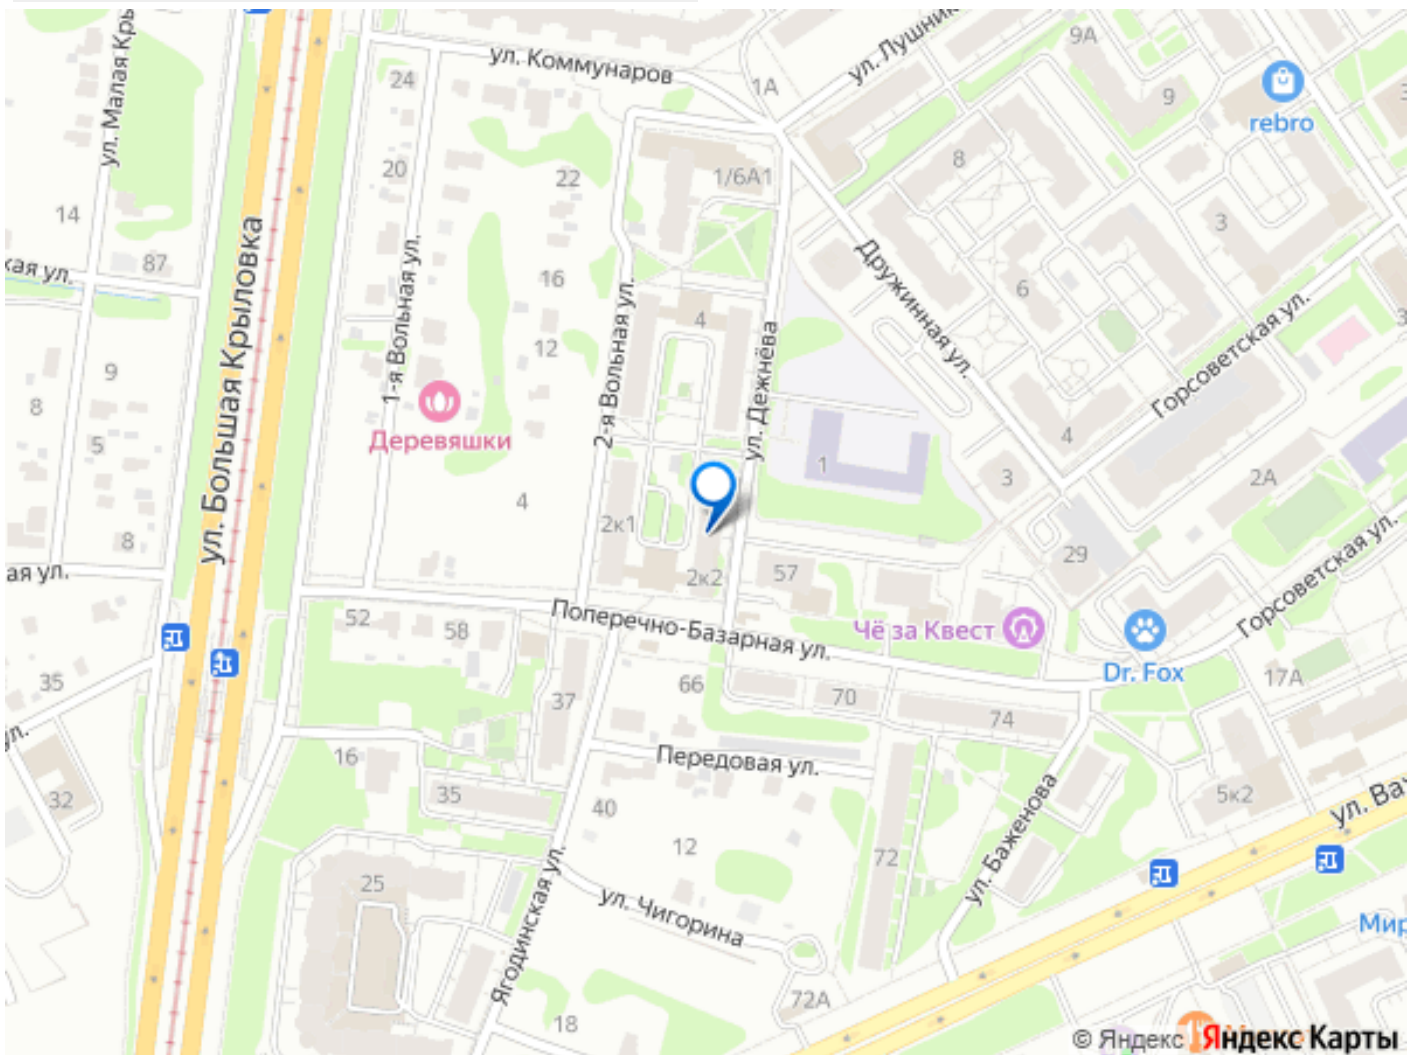 ул. Малая Кры
24
ул. Коммунаров
1А
ул. Лушник
9А
9
rebro
20
22
1/6А1
8
14
3
ул. Большая Крыловка
кая ул.
87
1-я Вольная ул.
16
2-я Вольная ул.
4
ул. Дежнёва
Дружинная ул.
6
Горсоветская ул.
3
12
9
8
5
Деревяшки
4
1
3
2А
4
2к1
8
2к2
57
29
ая ул.
Горсоветская ул.
52
58
Поперечно-Базарная ул.
Чё за Квест
Dr. Fox
17А
35
66
70
74
37
ул.
16
Передовая ул.
32
35
40
5к2
ул. Ва
12
72
ул. Баженова
25
ул. Чигорина
Мир
Ягодинская ул.
72А
18
© Яндекс Яндекс Карты